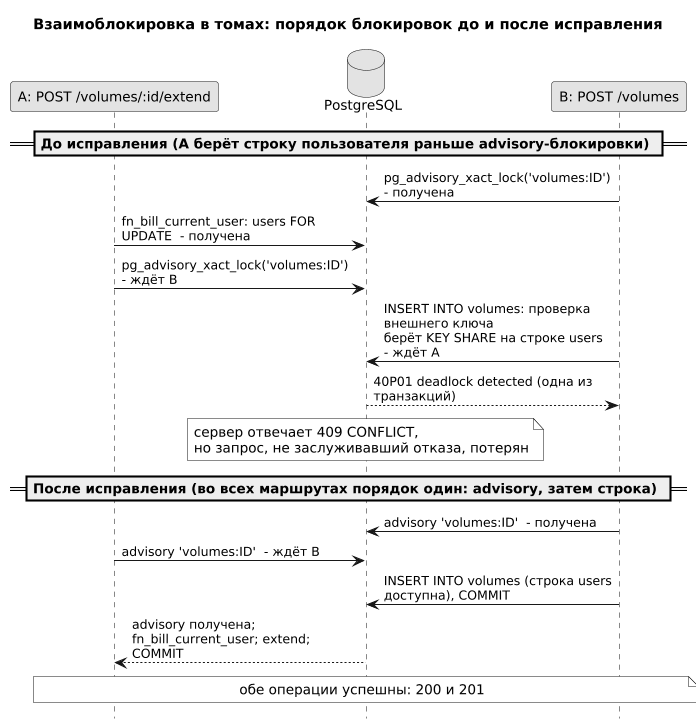 Взаимоблокировка в томах: порядок блокировок до и после исправления
A: POST /volumes/:id/extend
PostgreSQL
B: POST /volumes
До исправления (A берёт строку пользователя раньше advisory-блокировки)
pg_advisory_xact_lock('volumes:ID')
- получена
fn_bill_current_user: users FOR
UPDATE - получена
pg_advisory_xact_lock('volumes:ID')
- ждёт B
INSERT INTO volumes: проверка
внешнего ключа
берёт KEY SHARE на строке users
- ждёт A
40P01 deadlock detected (одна из
транзакций)
сервер отвечает 409 CONFLICT,
но запрос, не заслуживавший отказа, потерян
После исправления (во всех маршрутах порядок один: advisory, затем строка)
advisory 'volumes:ID' - получена
advisory 'volumes:ID' - ждёт B
INSERT INTO volumes (строка users
доступна), COMMIT
advisory получена;
fn_bill_current_user; extend;
COMMIT
обе операции успешны: 200 и 201